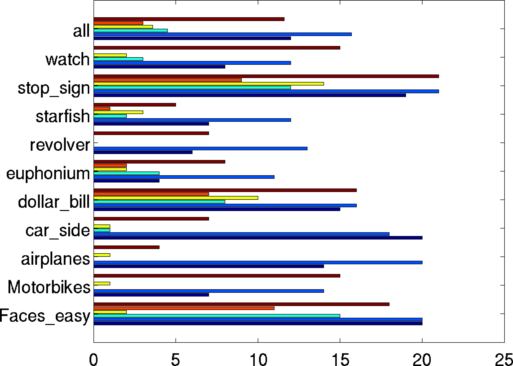 all
watch
stop_sign
starfish
revolver
euphonium
dollar_bill
car_side
airplanes
Motorbikes
Faces_easy
0 5 10 15 20 25